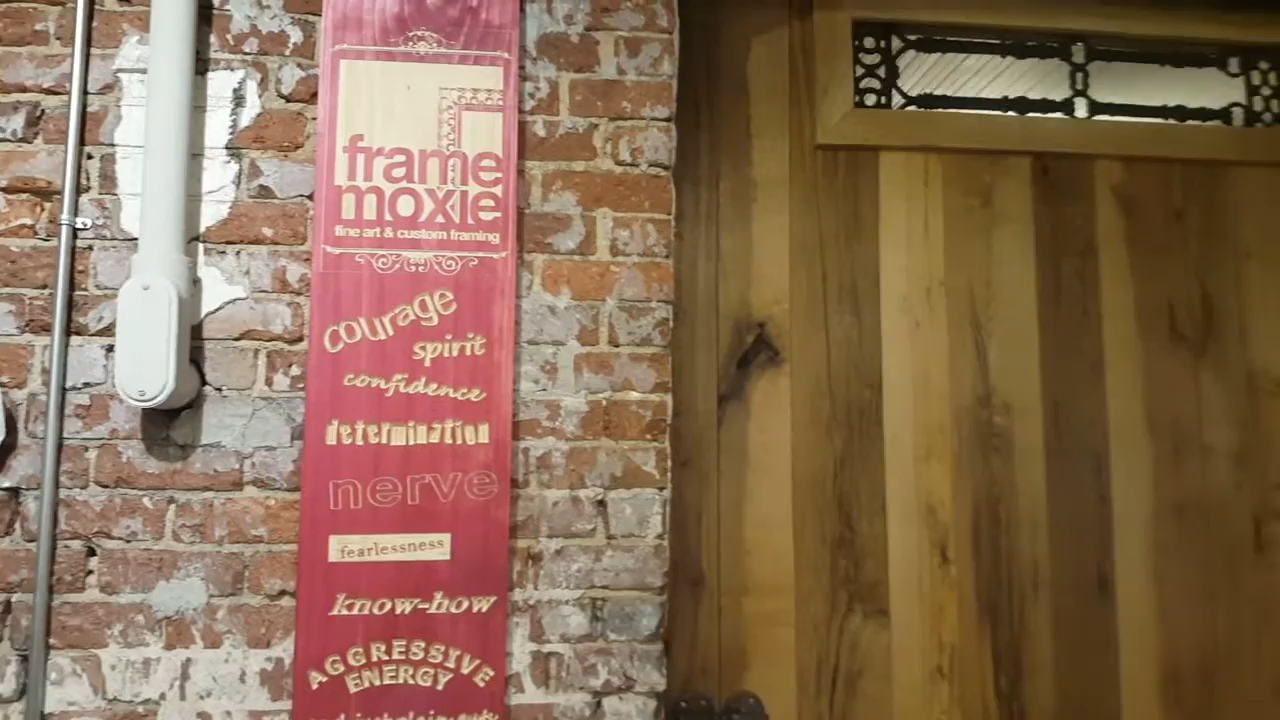 frame
moxie
fine art & custom framing
courage
spirit
confidence
determination
nerve
fearlessness
know-how
AGGRESSIVE
ENERGY